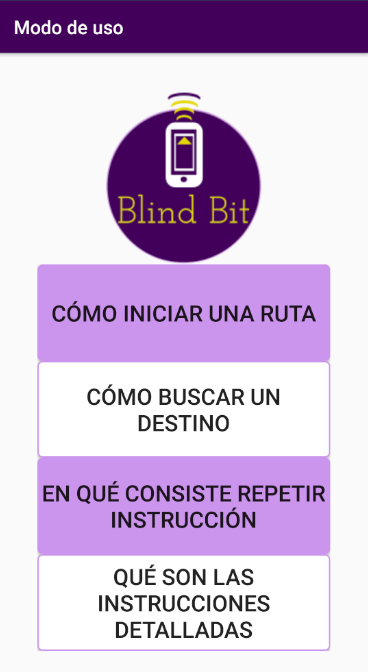 Modo de uso
Blind Bit
CÓMO INICIAR UNA RUTA
CÓMO BUSCAR UN
DESTINO
EN QUÉ CONSISTE REPETIR
INSTRUCCIÓN
QUÉ SON LAS
INSTRUCCIONES
DETALLADAS